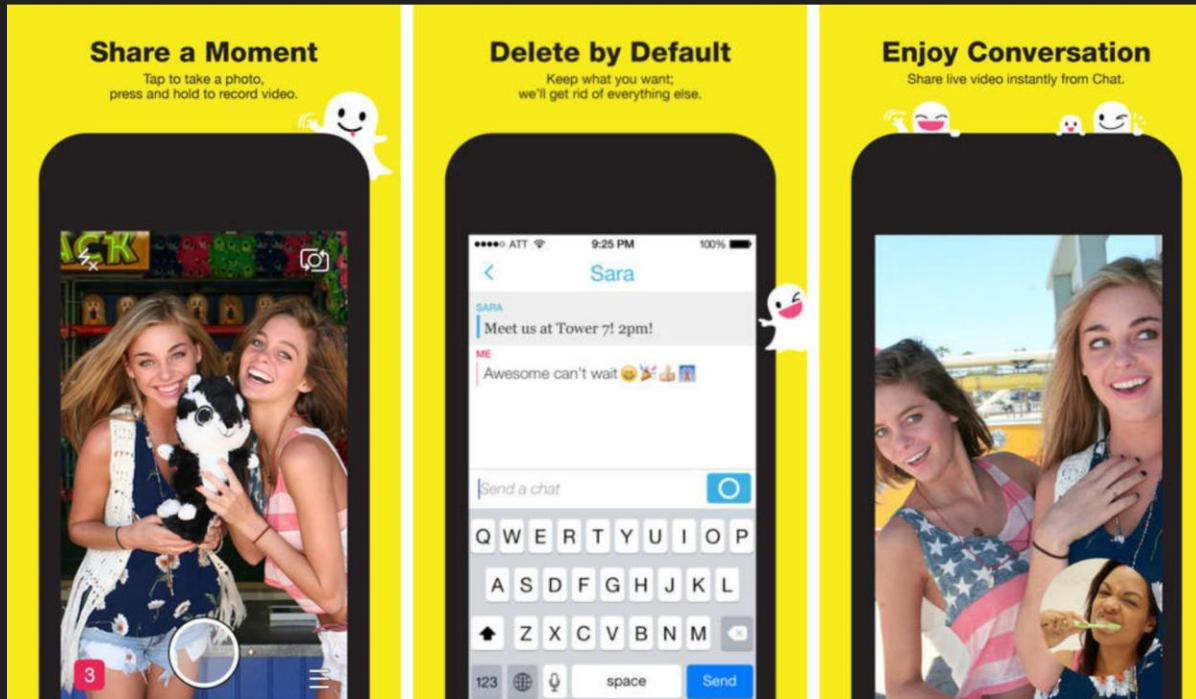 Share a Moment
Tap to take a photo,
press and hold to record video.
ACK
3
Delete by Default
Keep what you want;
we'll get rid of everything else.
ATT 9:25 PM 100%
Sara
SARA
Meet us at Tower 7! 2pm!
ME
Awesome can't wait 😀🎉👍🎡
Send a chat
Q W E R T Y U I O P
A S D F G H J K L
Z X C V B N M
123 space Send
Enjoy Conversation
Share live video instantly from Chat.